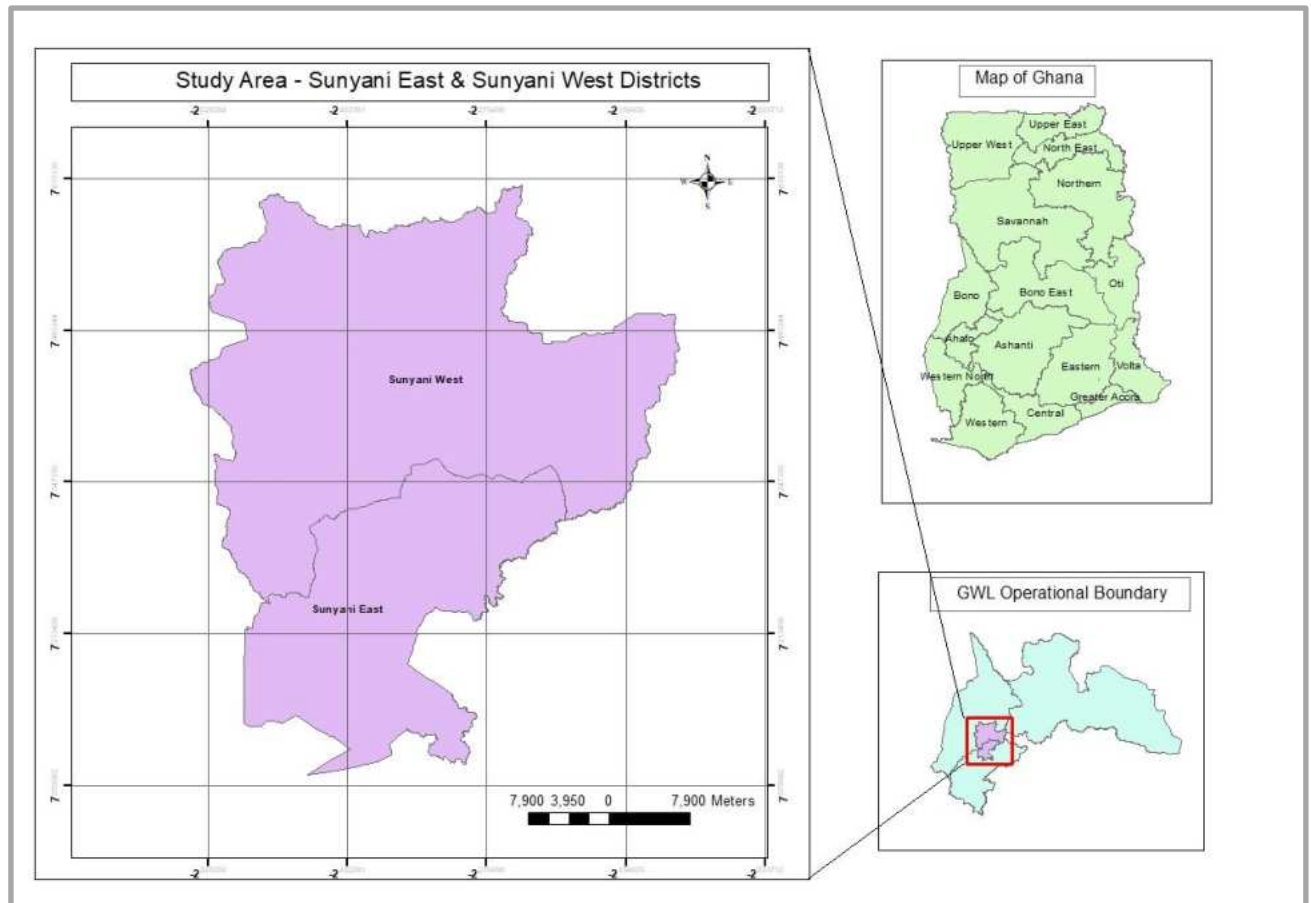 Study Area - Sunyani East & Sunyani West Districts
N
W E
S
Sunyani West
Sunyani East
7,900 3,950 0 7,900 Meters
Map of Ghana
Upper East
Upper West
North East
Northern
Savannah
Oti
Bono
Bono East
Ahafo
Ashanti
Eastern
Volta
Western North
Greater Accra
Central
Western
GWL Operational Boundary